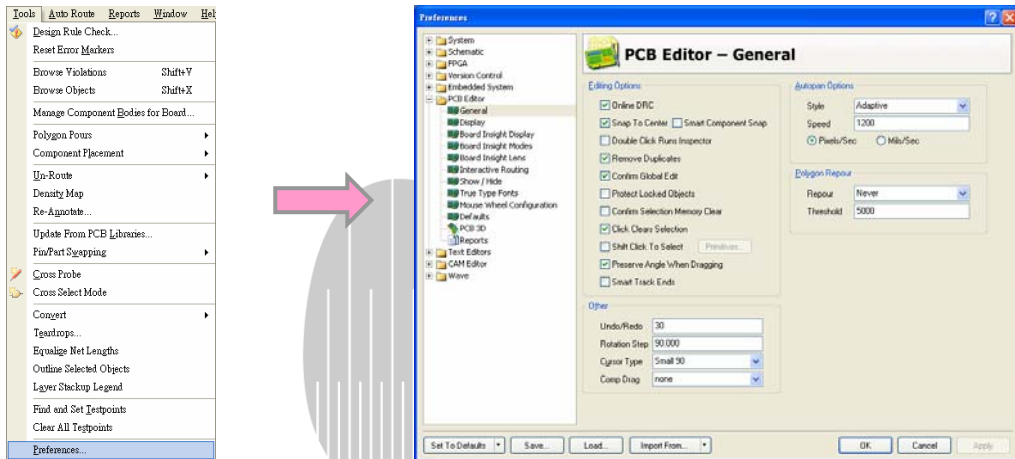 Tools Auto Route Reports Window Hel
Design Rule Check...
Reset Error Markers
Browse Violations Shift+V
Browse Objects Shift+X
Manage Component Bodies for Board...
Polygon Pours
Component Placement
Un-Route
Density Map
Re-Annotate...
Update From PCB Libraries...
Pin/Part Swapping
Cross Probe
Cross Select Mode
Convert
Teardrops...
Equalize Net Lengths
Outline Selected Objects
Layer Stackup Legend
Find and Set Testpoints
Clear All Testpoints
Preferences...
Preferences
System
Schematic
FPGA
Version Control
Embedded System
PCB Editor
General
Display
Board Insight Display
Board Insight Modes
Board Insight Lens
Interactive Routing
Show / Hide
True Type Fonts
Mouse Wheel Configuration
Defaults
PCB 3D
Reports
Text Editors
CAM Editor
Wave
PCB Editor – General
Editing Options
Online DRC
Snap To Center Smart Component Snap
Double Click Runs Inspector
Remove Duplicates
Confirm Global Edit
Protect Locked Objects
Confirm Selection Memory Clear
Click Clears Selection
Shift Click To Select Primitives...
Preserve Angle When Dragging
Smart Track Ends
Other
Undo/Redo 30
Rotation Step 90.000
Cursor Type Small 90
Comp Drag none
Autopan Options
Style Adaptive
Speed 1200
Pixels/Sec Mils/Sec
Polygon Repour
Repour Never
Threshold 5000
Set To Defaults Save... Load... Import From... OK Cancel Apply